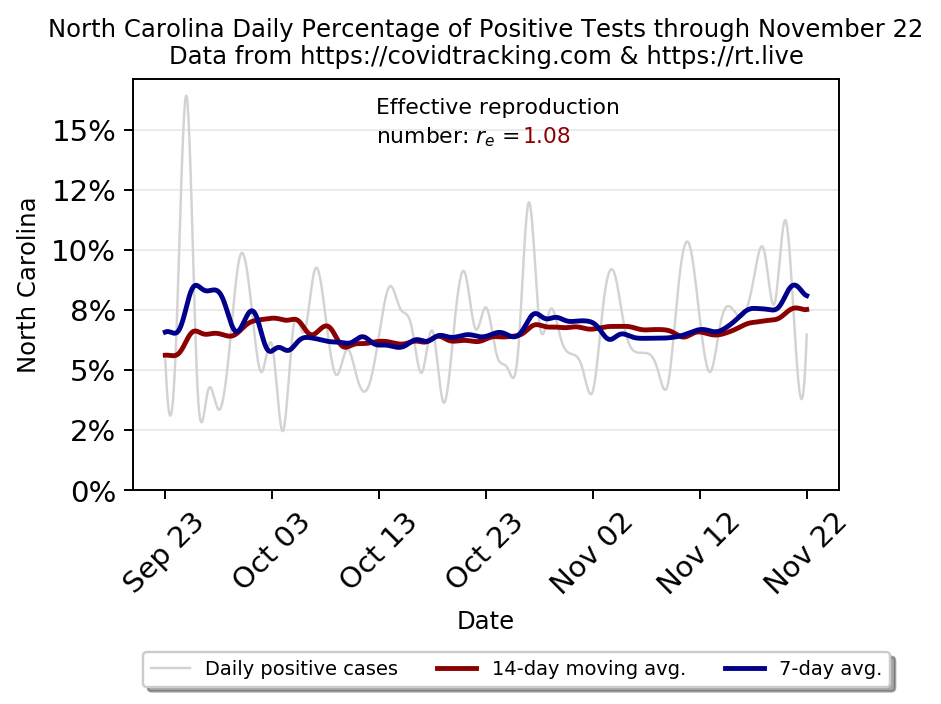 North Carolina Daily Percentage of Positive Tests through November 22
Data from https://covidtracking.com & https://rt.live
Effective reproduction
number: rₑ =1.08
North Carolina
15%
12%
10%
8%
5%
2%
0%
Sep 23
Oct 03
Oct 13
Oct 23
Nov 02
Nov 12
Nov 22
Date
Daily positive cases
14-day moving avg.
7-day avg.